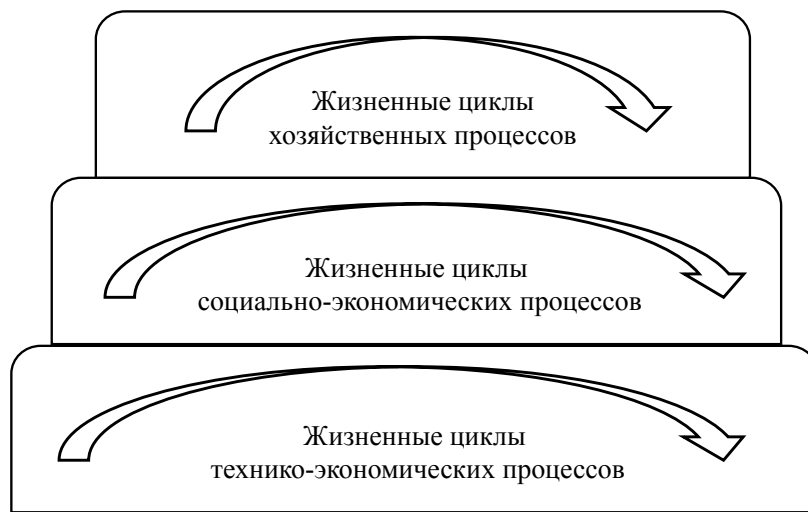 Жизненные циклы
хозяйственных процессов
Жизненные циклы
социально-экономических процессов
Жизненные циклы
технико-экономических процессов